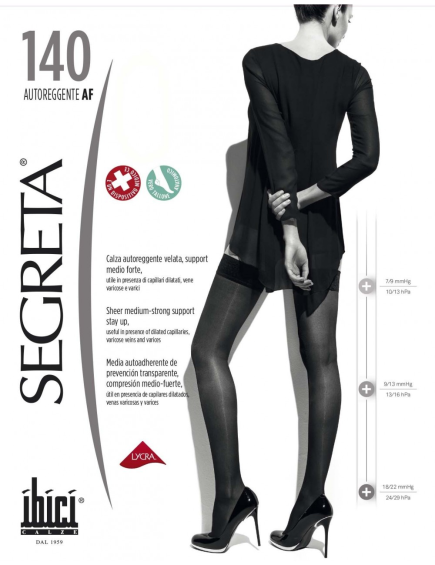 140
AUTOREGGENTE AF
SEGRETA®
Calza autoreggente velata, support
medio forte,
utile in presenza di capillari dilatati, vene
varicose e varici
Sheer medium-strong support
stay up,
useful in presence of dilated capillaries,
varicose veins and varices
Media autoadherente de
prevención transparente,
compresión medio-fuerte,
útil en presencia de capilares dilatados,
venas varicosas y varices
7/9 mmHg
10/13 hPa
9/13 mmHg
13/16 hPa
18/22 mmHg
24/29 hPa
LYCRA
ibici®
CALZE
DAL 1959